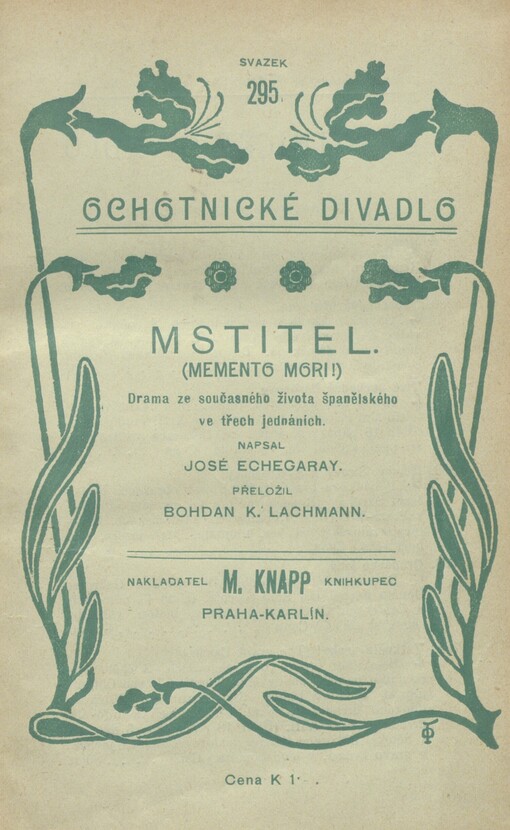 SVAZEK
295.
OCHOTNICKÉ DIVADLO
MSTITEL.
(MEMENTO MORI!)
Drama ze současného života španělského
ve třech jednáních.
NAPSAL
JOSÉ ECHEGARAY.
PŘELOŽIL
BOHDAN K. LACHMANN.
NAKLADATEL M. KNAPP KNIHKUPEC
PRAHA-KARLÍN.
Cena K 1·–.